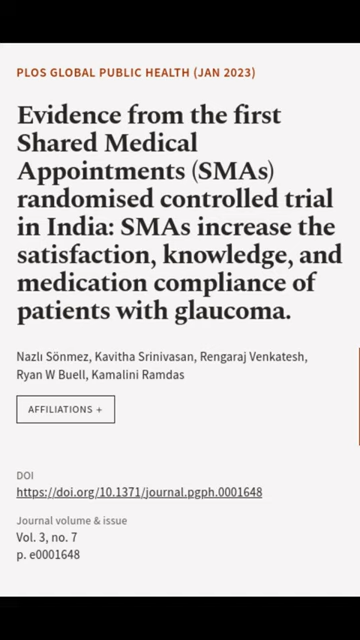 PLOS GLOBAL PUBLIC HEALTH (JAN 2023)
Evidence from the first
Shared Medical
Appointments (SMAs)
randomised controlled trial
in India: SMAs increase the
satisfaction, knowledge, and
medication compliance of
patients with glaucoma.
Nazlı Sönmez, Kavitha Srinivasan, Rengaraj Venkatesh,
Ryan W Buell, Kamalini Ramdas
AFFILIATIONS +
DOI
https://doi.org/10.1371/journal.pgph.0001648
Journal volume & issue
Vol. 3, no. 7
p. e0001648